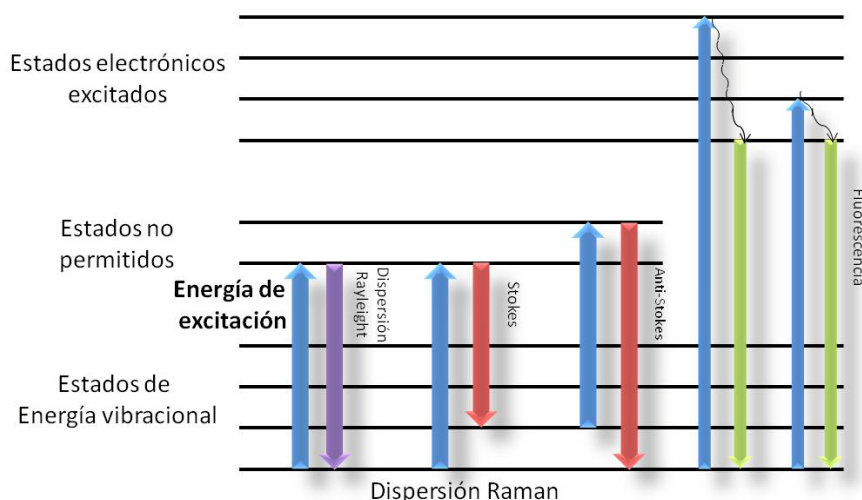 Estados electrónicos
excitados
Estados no
permitidos
Energía de
excitación
Estados de
Energía vibracional
Dispersión
Rayleight
Stokes
Anti-Stokes
Fluorescencia
Dispersión Raman